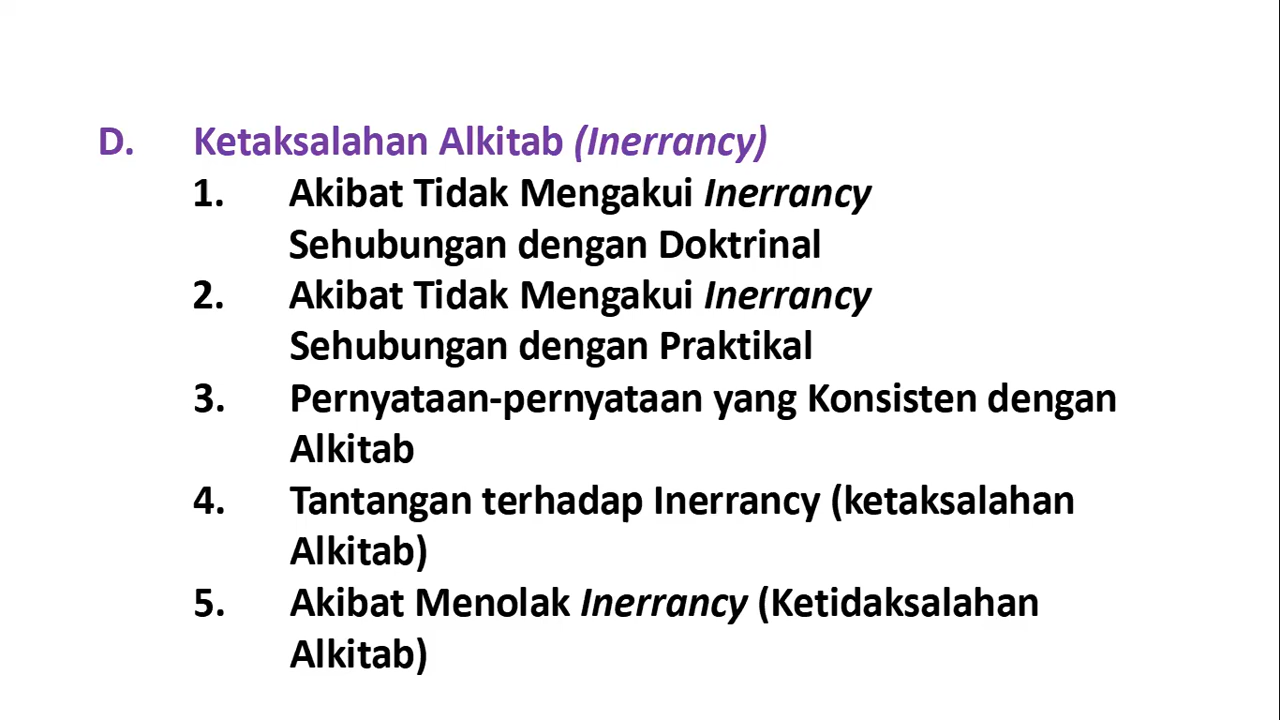 D. Ketaksalahan Alkitab (Inerrancy)
1. Akibat Tidak Mengakui Inerrancy
Sehubungan dengan Doktrinal
2. Akibat Tidak Mengakui Inerrancy
Sehubungan dengan Praktikal
3. Pernyataan-pernyataan yang Konsisten dengan
Alkitab
4. Tantangan terhadap Inerrancy (ketaksalahan
Alkitab)
5. Akibat Menolak Inerrancy (Ketidaksalahan
Alkitab)